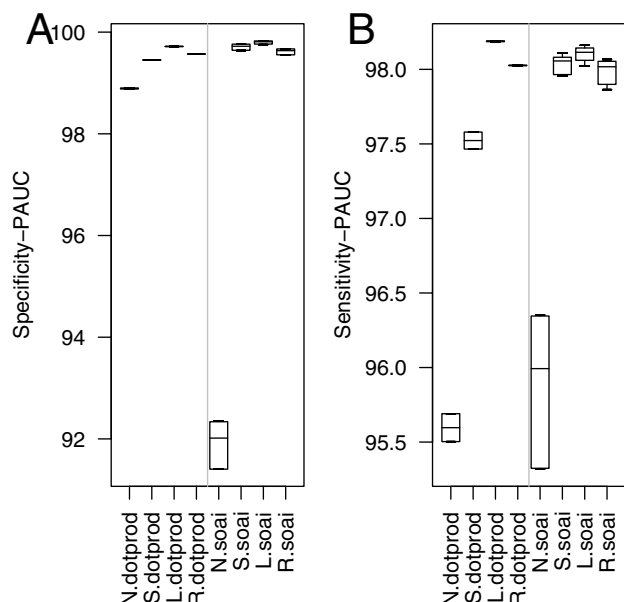 A
Specificity−PAUC
100
98
96
94
92
N.dotprod
S.dotprod
L.dotprod
R.dotprod
N.soai
S.soai
L.soai
R.soai
B
Sensitivity−PAUC
98.0
97.5
97.0
96.5
96.0
95.5
N.dotprod
S.dotprod
L.dotprod
R.dotprod
N.soai
S.soai
L.soai
R.soai